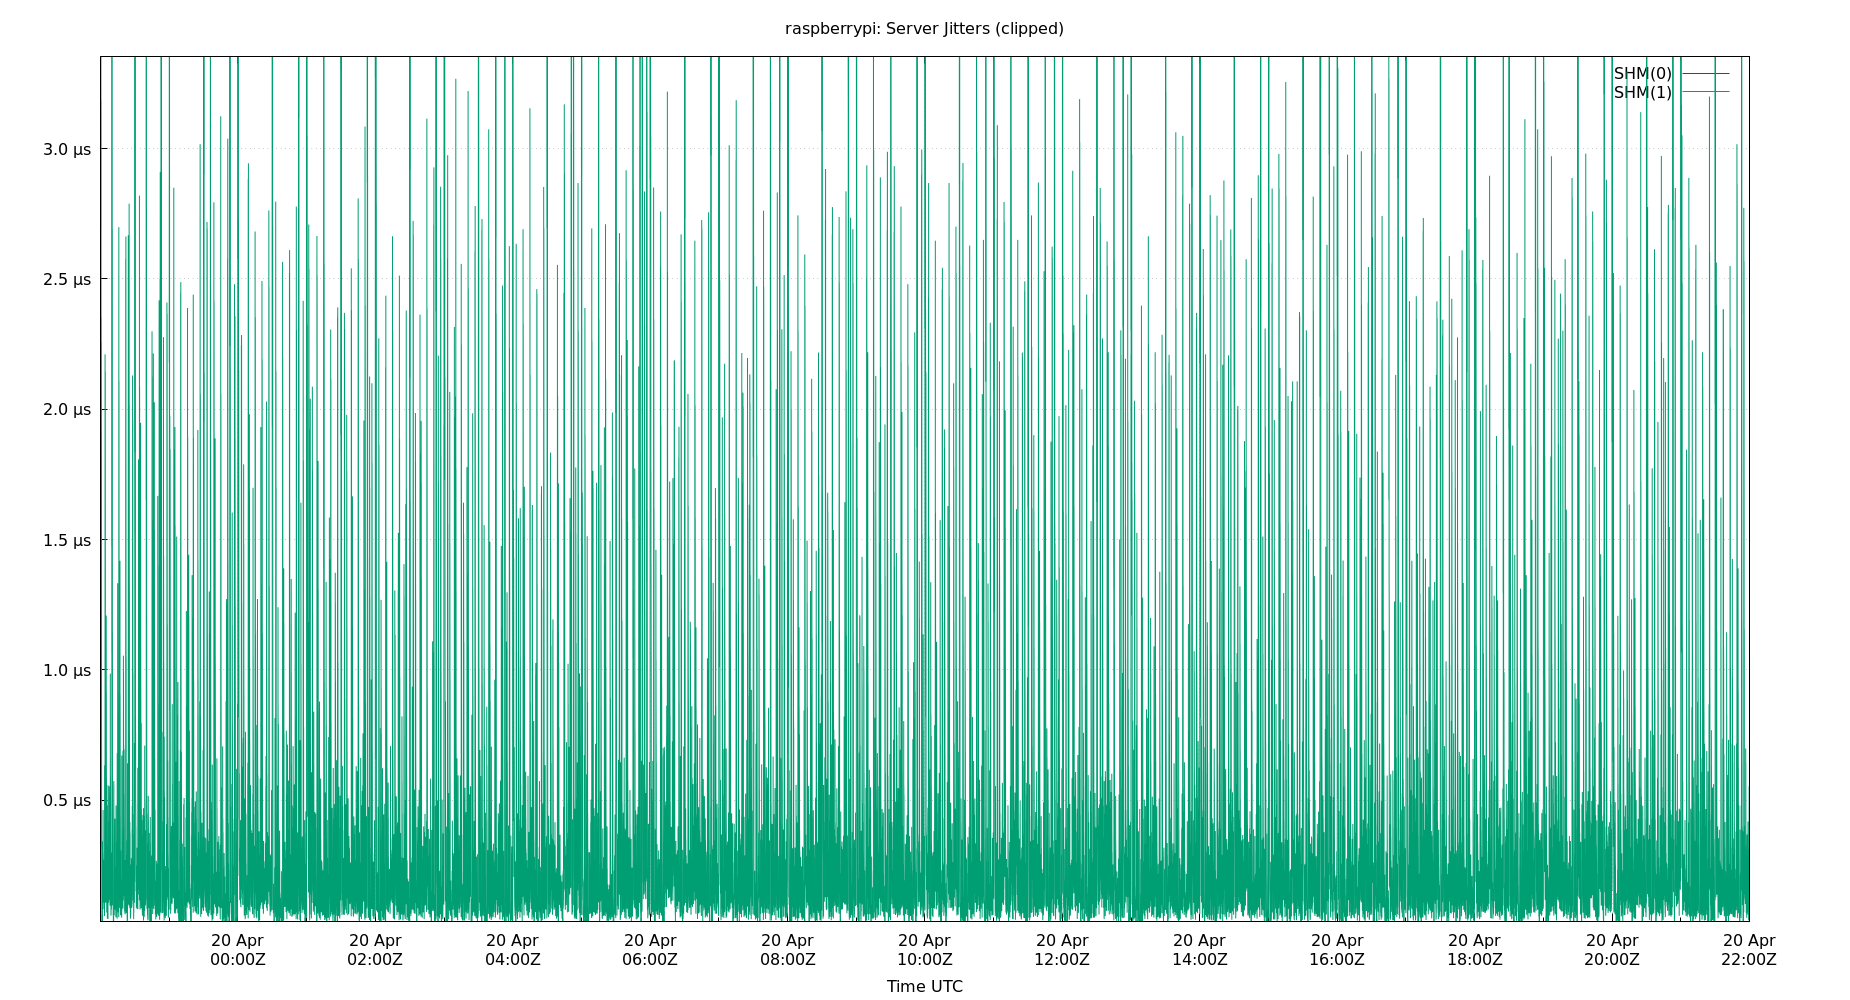 raspberrypi: Server Jitters (clipped)
SHM(0)
SHM(1)
3.0 µs
2.5 µs
2.0 µs
1.5 µs
1.0 µs
0.5 µs
20 Apr 20 Apr 20 Apr 20 Apr 20 Apr 20 Apr 20 Apr 20 Apr 20 Apr 20 Apr 20 Apr 20 Apr
00:00Z 02:00Z 04:00Z 06:00Z 08:00Z 10:00Z 12:00Z 14:00Z 16:00Z 18:00Z 20:00Z 22:00Z
Time UTC